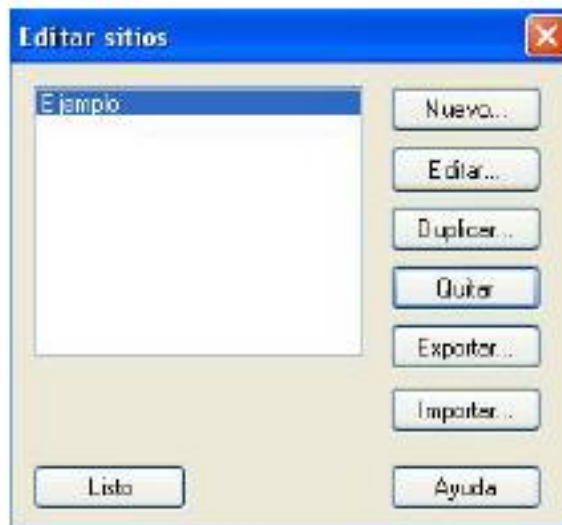 Editar sitios
Ejemplo
Nuevo...
Editar...
Duplicar...
Quitar
Exportar...
Importar...
Listo
Ayuda